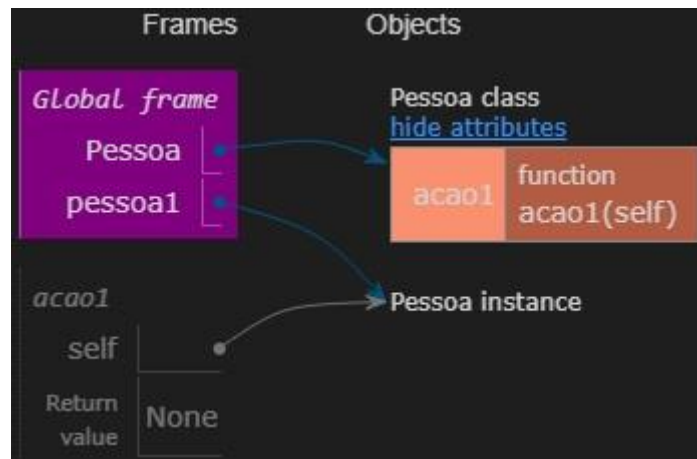 Frames
Objects
Global frame
Pessoa
pessoa1
Pessoa class
hide attributes
acao1
function
acao1(self)
Pessoa instance
acao1
self
Return
value
None